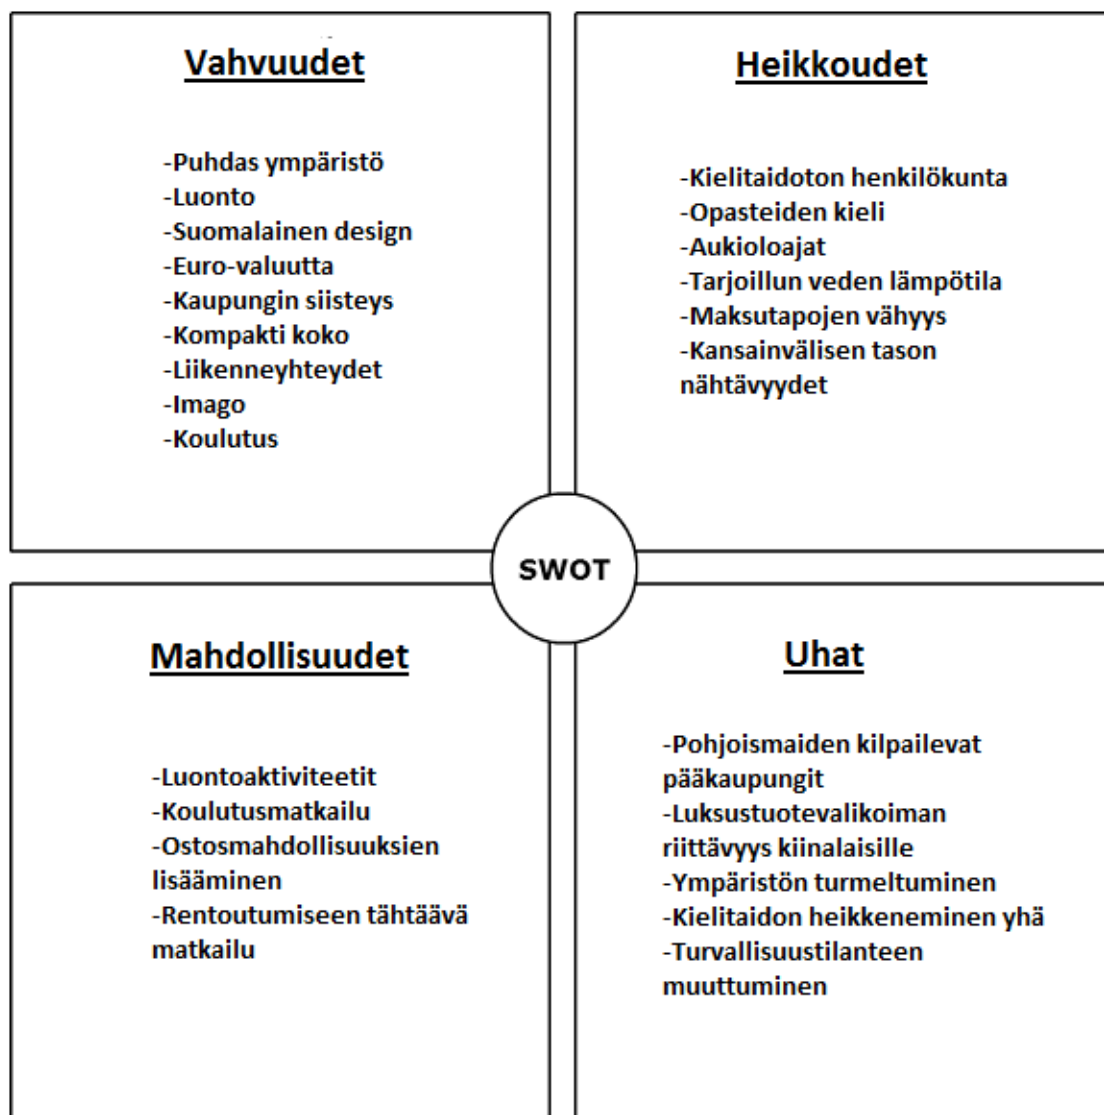 Vahvuudet
-Puhdas ympäristö
-Luonto
-Suomalainen design
-Euro-valuutta
-Kaupungin siisteys
-Kompakti koko
-Liikenneyhteydet
-Imago
-Koulutus
Heikkoudet
-Kielitaidoton henkilökunta
-Opasteiden kieli
-Aukioloajat
-Tarjoillun veden lämpötila
-Maksutapojen vähyys
-Kansainvälisen tason
nähtävyydet
SWOT
Mahdollisuudet
-Luontoaktiviteetit
-Koulutusmatkailu
-Ostosmahdollisuuksien
lisääminen
-Rentoutumiseen tähtäävä
matkailu
Uhat
-Pohjoismaiden kilpailevat
pääkaupungit
-Luksustuotevalikoiman
riittävyys kiinalaisille
-Ympäristön turmeltuminen
-Kielitaidon heikkeneminen yhä
-Turvallisuustilanteen
muuttuminen